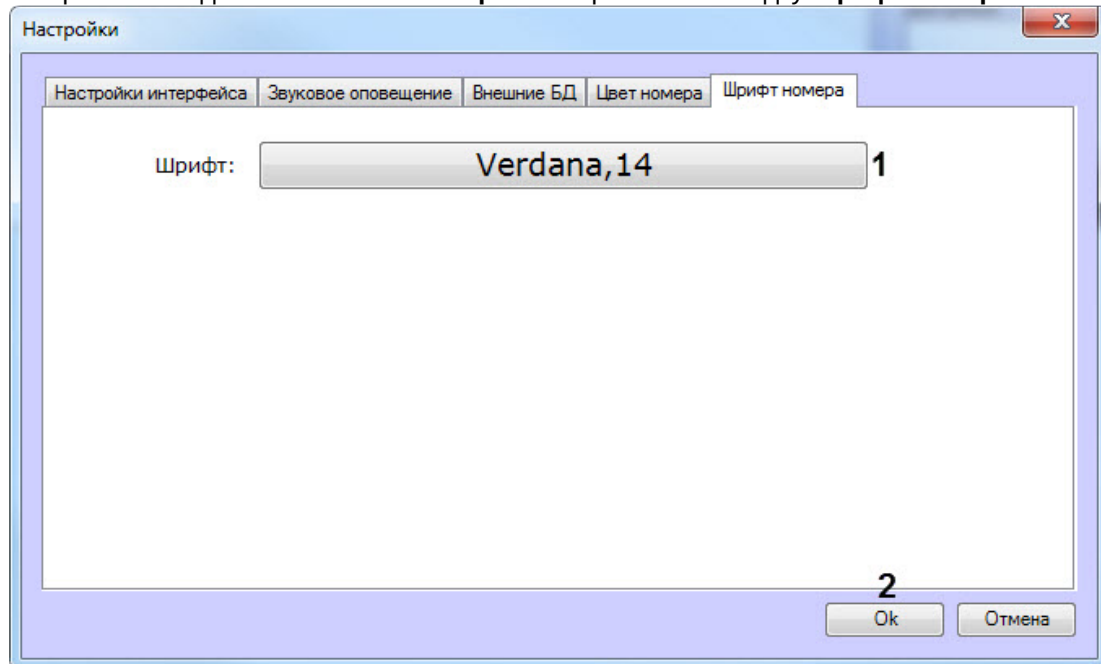 Настройки
X
Настройки интерфейса Звуковое оповещение Внешние БД Цвет номера Шрифт номера
Шрифт: Verdana,14 1
2
Ok Отмена